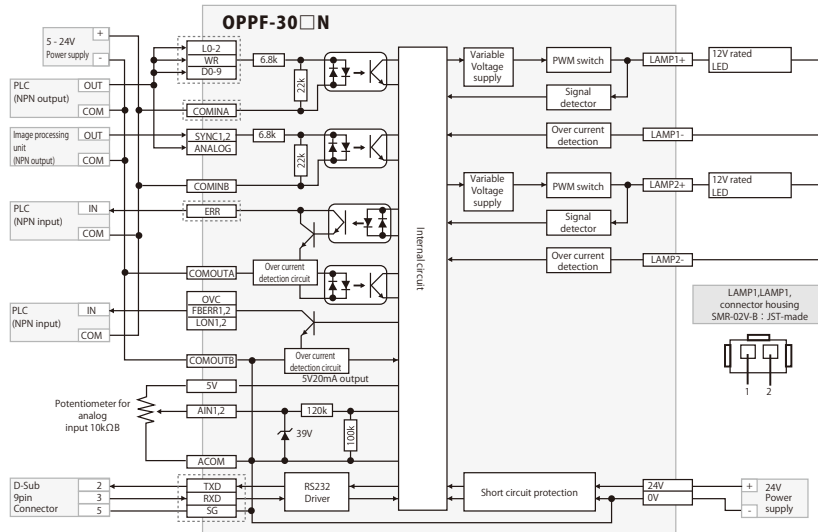 OPPF-30□N
5 - 24V
Power supply
+
-
PLC
(NPN output)
OUT
COM
Image processing
unit
(NPN output)
OUT
COM
PLC
(NPN input)
IN
COM
PLC
(NPN input)
IN
COM
Potentiometer for
analog
input 10kΩB
D-Sub
9pin
Connector
2
3
5
L0-2
WR
D0-9
COMINA
SYNC1,2
ANALOG
COMINB
ERR
COMOUTA
OVC
FBERR1,2
LON1,2
COMOUTB
5V
AIN1,2
ACOM
TXD
RXD
SG
6.8k
22k
6.8k
22k
Over current
detection circuit
Over current
detection circuit
5V20mA output
120k
39V
100k
RS232
Driver
Internal circuit
Variable
Voltage
supply
PWM switch
Signal
detector
Over current
detection
LAMP1+
12V rated
LED
LAMP1-
Variable
Voltage
supply
PWM switch
Signal
detector
Over current
detection
LAMP2+
12V rated
LED
LAMP2-
LAMP1,LAMP1,
connector housing
SMR-02V-B : JST-made
1
2
Short circuit protection
24V
0V
+
-
24V
Power
supply